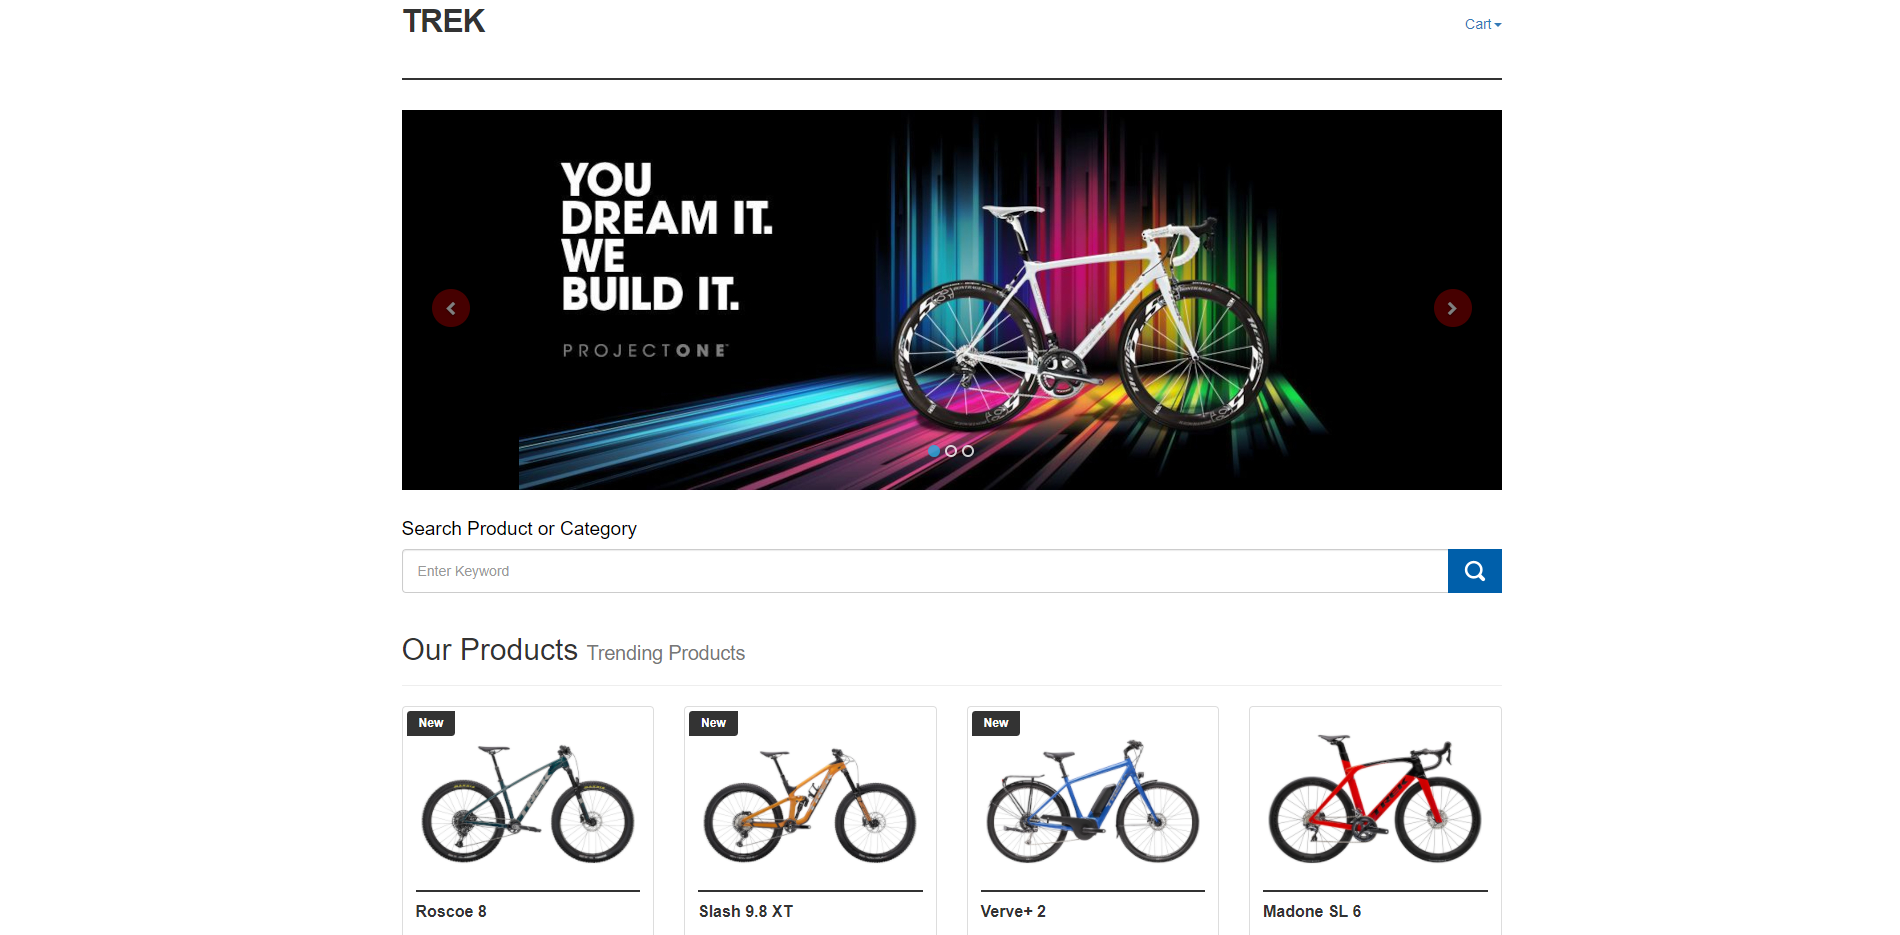 TREK
Cart
YOU
DREAM IT.
WE
BUILD IT.
PROJECTONE™
Search Product or Category
Enter Keyword
Our Products Trending Products
New
New
New
Roscoe 8
Slash 9.8 XT
Verve+ 2
Madone SL 6